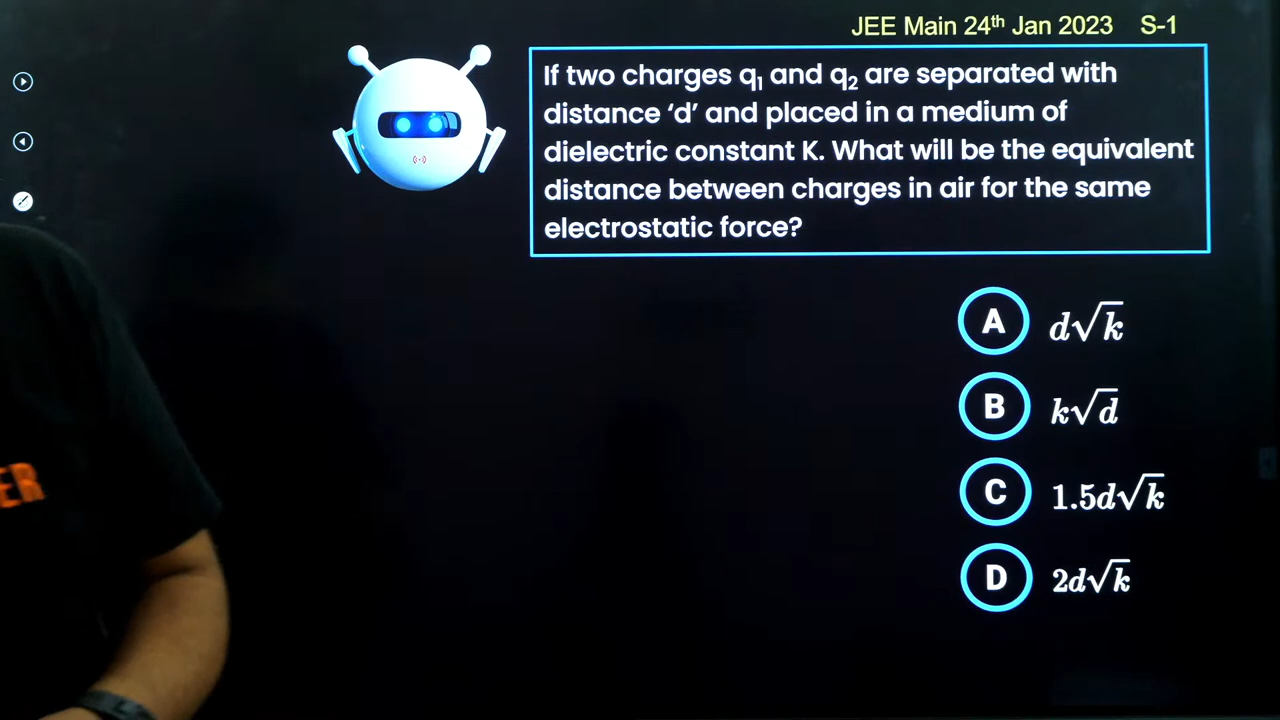 JEE Main 24th Jan 2023 S-1
If two charges q₁ and q₂ are separated with
distance ‘d’ and placed in a medium of
dielectric constant K. What will be the equivalent
distance between charges in air for the same
electrostatic force?
A d√k
B k√d
C 1.5d√k
D 2d√k
ER